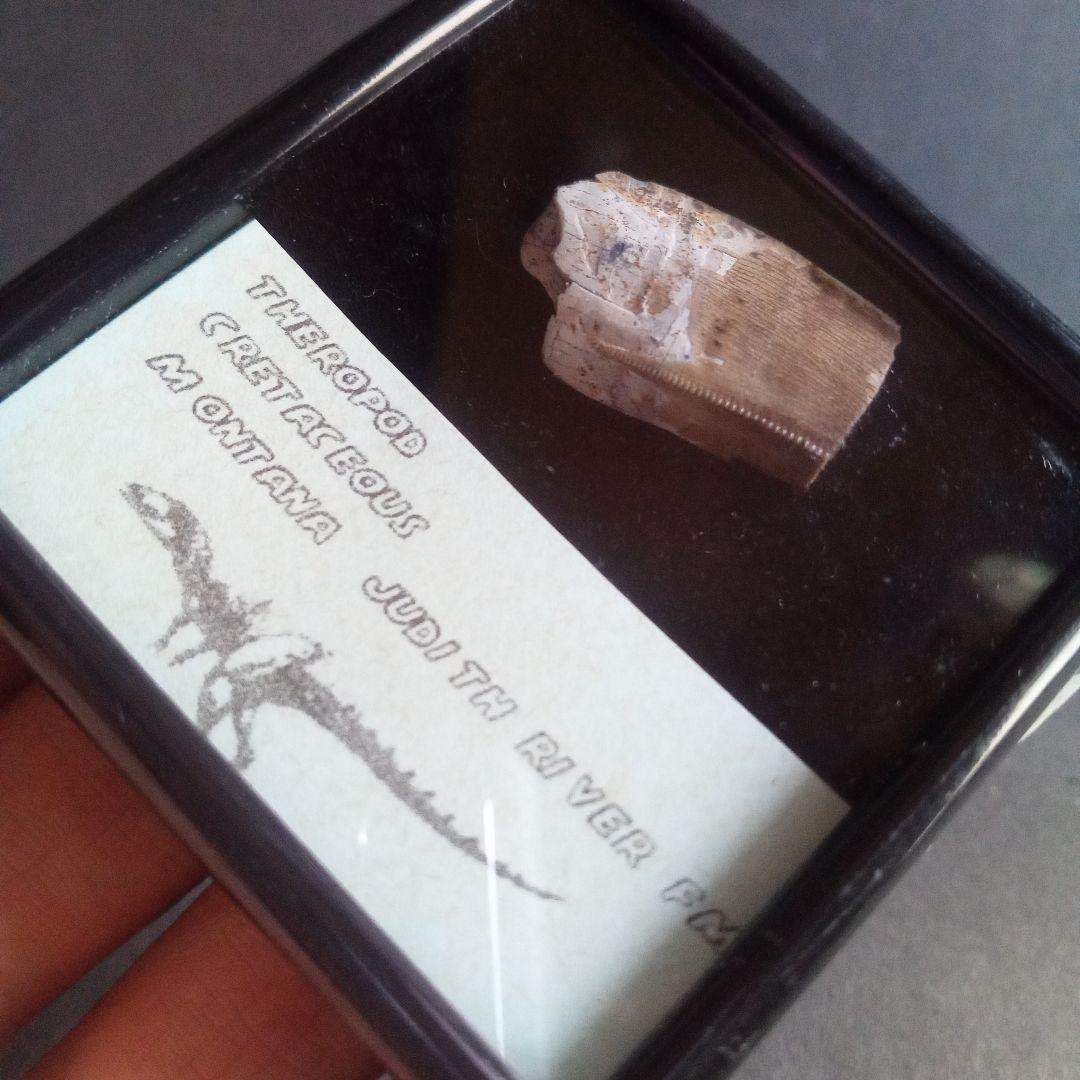 THEROPOD
CRETACEOUS
MONTANA JUDITH RIVER FM